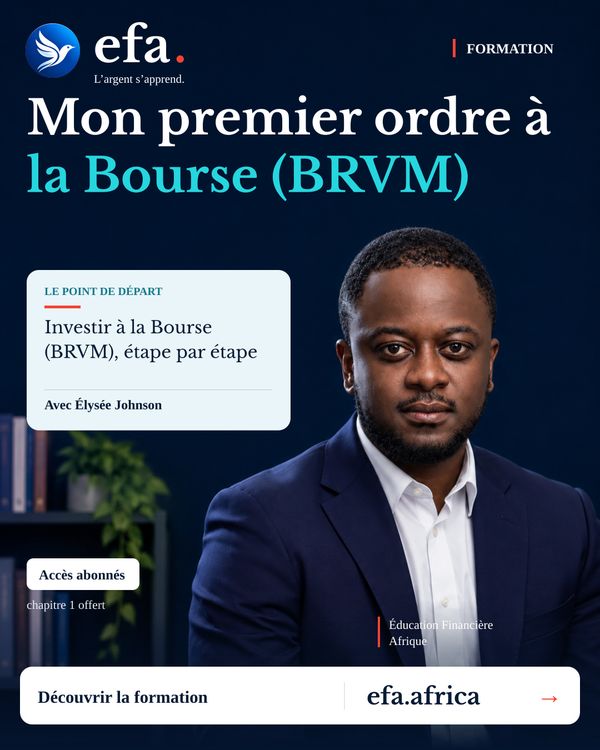 efa.
L’argent s’apprend.
FORMATION
Mon premier ordre à
la Bourse (BRVM)
LE POINT DE DÉPART
Investir à la Bourse
(BRVM), étape par étape
Avec Élysée Johnson
Accès abonnés
chapitre 1 offert
Éducation Financière
Afrique
Découvrir la formation
efa.africa →